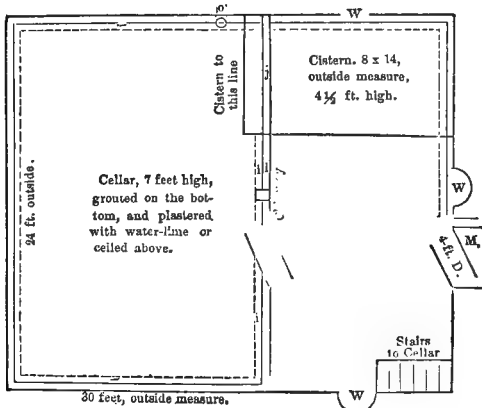 o'
W
Cistern to
this line
Cistern. 8 x 14,
outside measure,
4½ ft. high.
j
24 ft. outside.
Cellar, 7 feet high,
grouted on the bot-
tom, and plastered
with water-lime or
ceiled above.
W
4-ft. D.
M.
Stairs
to Cellar
30 feet, outside measure.
W